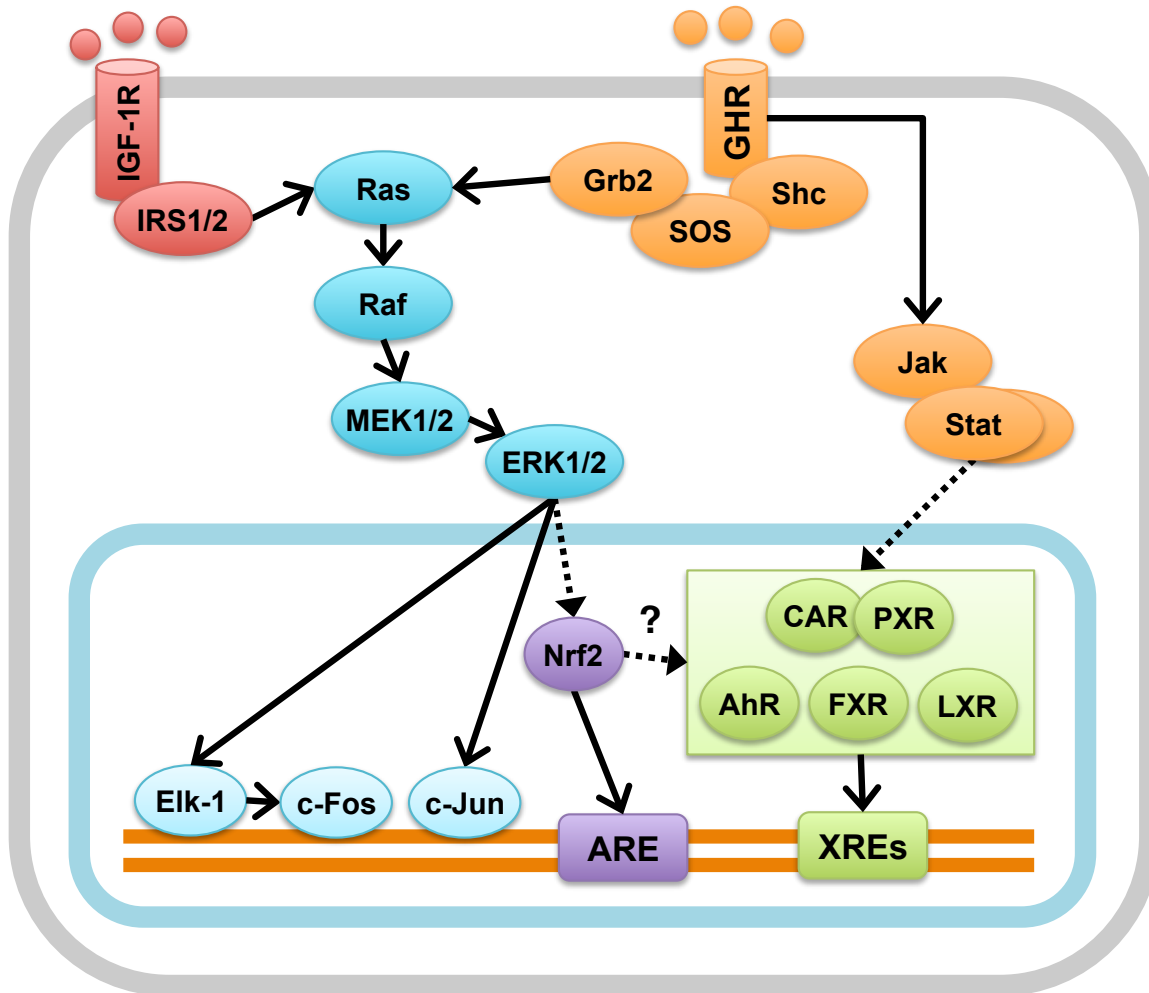 IGF-1R
GHR
IRS1/2
Ras
Grb2
SOS
Shc
Raf
Jak
MEK1/2
Stat
ERK1/2
?
CAR
PXR
Nrf2
AhR
FXR
LXR
Elk-1
c-Fos
c-Jun
ARE
XREs